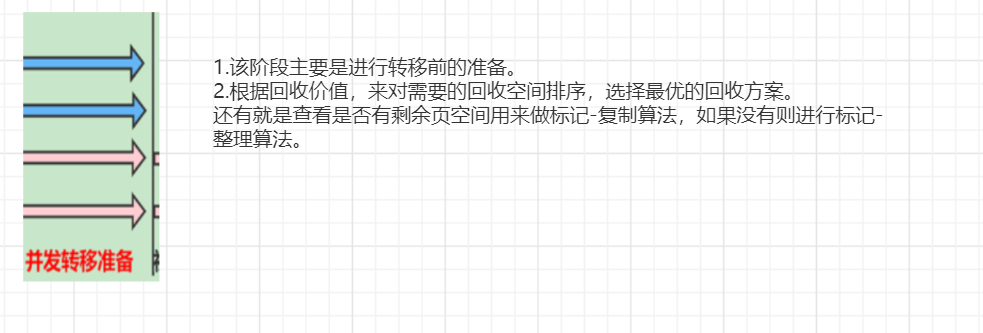 1.该阶段主要是进行转移前的准备。
2.根据回收价值，来对需要的回收空间排序，选择最优的回收方案。
还有就是查看是否有剩余页空间用来做标记-复制算法，如果没有则进行标记-
整理算法。
并发转移准备